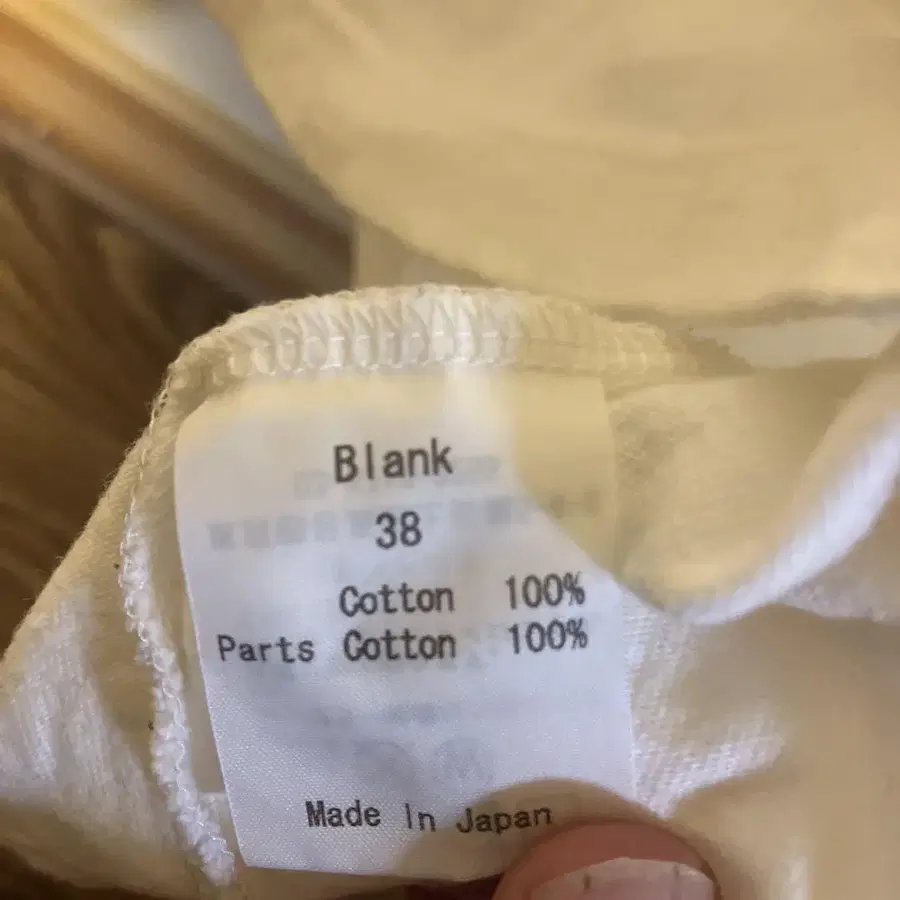 Blank
38
Cotton 100%
Parts Cotton 100%
Made In Japan